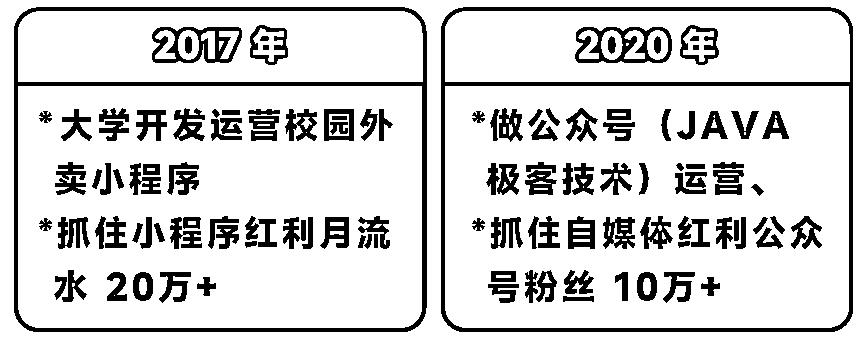 2017 年
*大学开发运营校园外
卖小程序
*抓住小程序红利月流
水 20万+
2020 年
*做公众号（JAVA
极客技术）运营、
*抓住自媒体红利公众
号粉丝 10万+